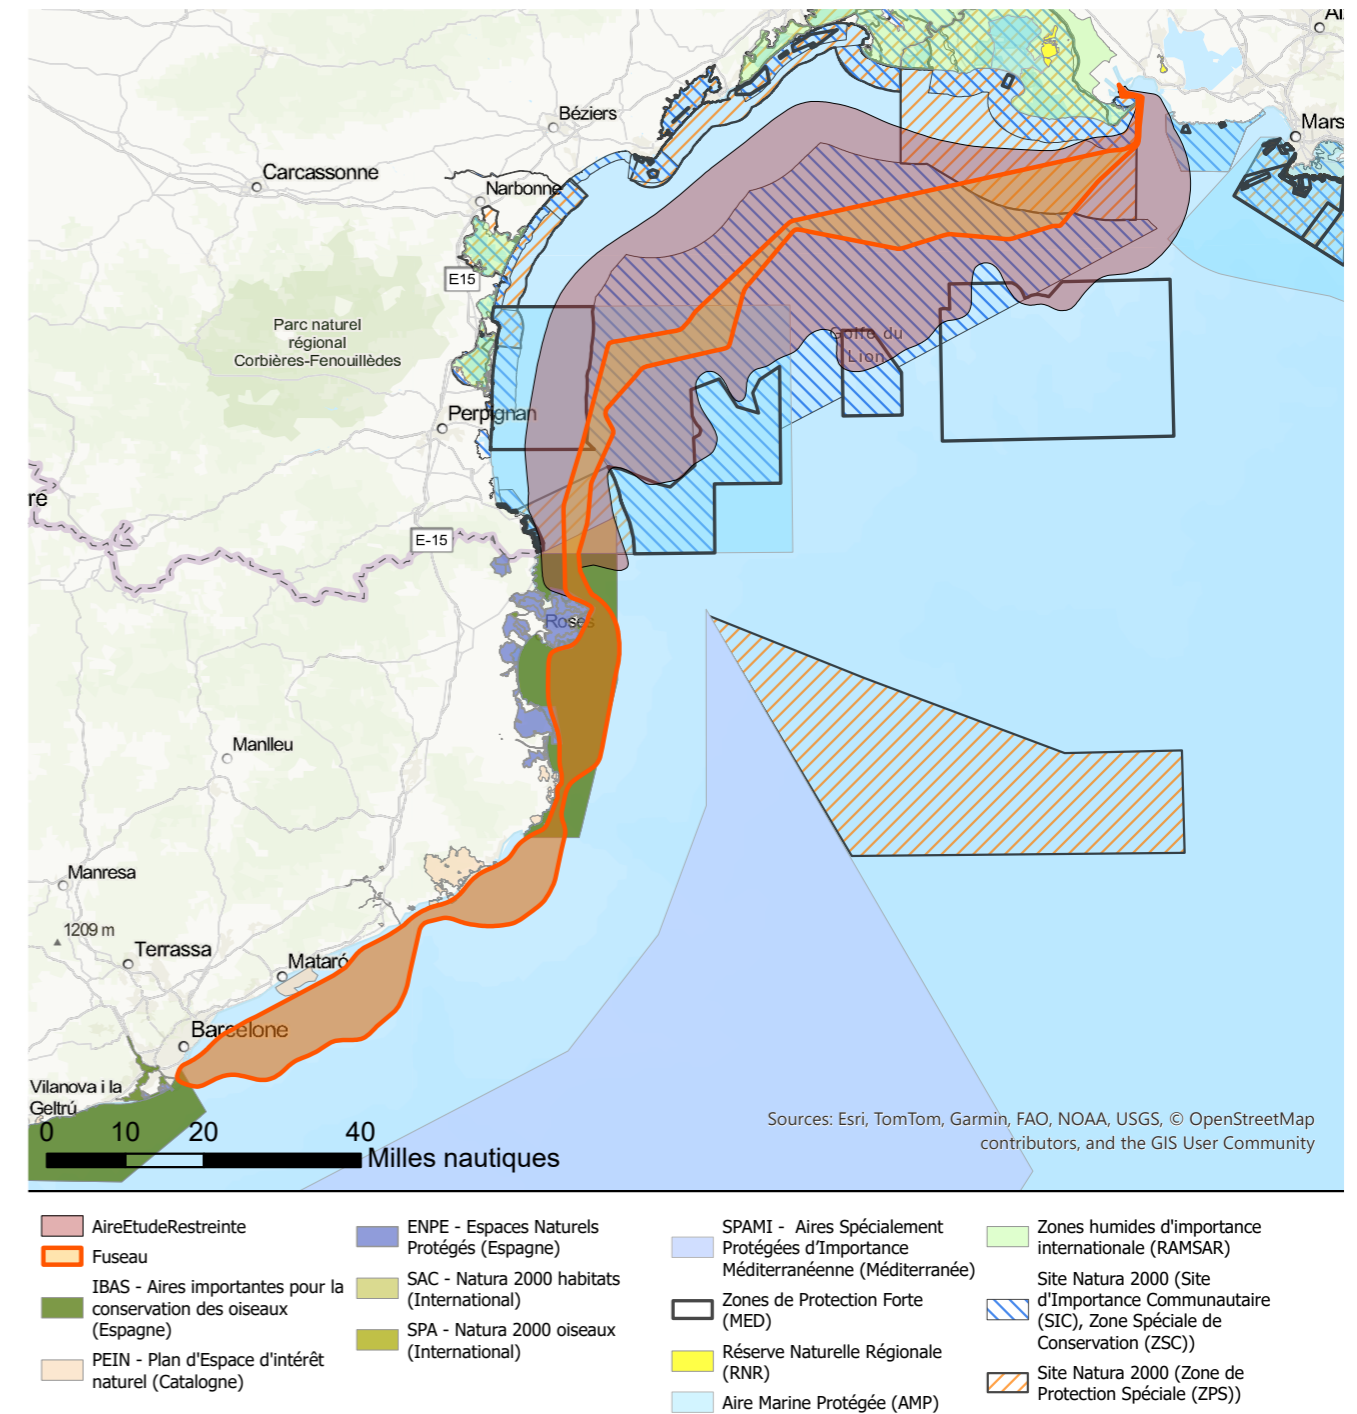 Béziers
Mars
Carcassonne
Narbonne
E15
Parc naturel
régional
Corbières-Fenouillèdes
Golfe du
Lion
Perpignan
re
E-15
Roses
Manlleu
Manresa
1209 m
Terrassa
Mataró
Barcelone
Vilanova i la
Geltrú
0 10 20 40
Milles nautiques
Sources: Esri, TomTom, Garmin, FAO, NOAA, USGS, © OpenStreetMap
contributors, and the GIS User Community
AireEtudeRestreinte
Fuseau
IBAS - Aires importantes pour la
conservation des oiseaux
(Espagne)
PEIN - Plan d'Espace d'intérêt
naturel (Catalogne)
ENPE - Espaces Naturels
Protégés (Espagne)
SAC - Natura 2000 habitats
(International)
SPA - Natura 2000 oiseaux
(International)
SPAMI - Aires Spécialement
Protégées d’Importance
Méditerranéenne (Méditerranée)
Zones de Protection Forte
(MED)
Réserve Naturelle Régionale
(RNR)
Aire Marine Protégée (AMP)
Zones humides d'importance
internationale (RAMSAR)
Site Natura 2000 (Site
d'Importance Communautaire
(SIC), Zone Spéciale de
Conservation (ZSC))
Site Natura 2000 (Zone de
Protection Spéciale (ZPS))